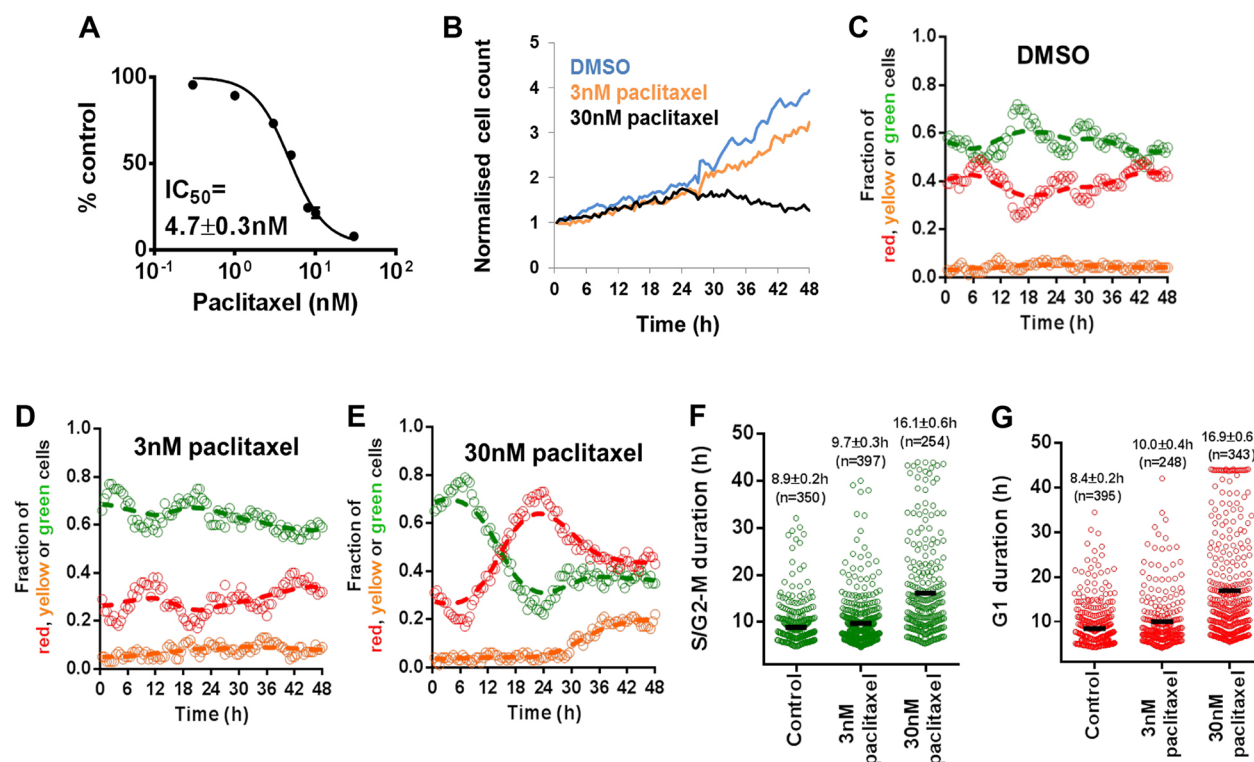 A
100
50
0
% control
IC50=
4.7±0.3nM
10-1
100
101
102
Paclitaxel (nM)
B
5
4
3
2
1
0
Normalised cell count
DMSO
3nM paclitaxel
30nM paclitaxel
0 6 12 18 24 26 30 36 42 48
Time (h)
C
DMSO
1.0
0.8
0.6
0.4
0.2
0.0
Fraction of
red, yellow or green cells
0 6 12 18 24 30 36 42 48
Time (h)
D
3nM paclitaxel
1.0
0.8
0.6
0.4
0.2
0.0
Fraction of
red, yellow or green cells
0 6 12 18 24 30 36 42 48
Time (h)
E
30nM paclitaxel
1.0
0.8
0.6
0.4
0.2
0.0
Fraction of
red, yellow or green cells
0 6 12 18 24 30 36 42 48
Time (h)
F
50
40
30
20
10
S/G2-M duration (h)
8.9±0.2h
(n=350)
9.7±0.3h
(n=397)
16.1±0.6h
(n=254)
Control
3nM
paclitaxel
30nM
paclitaxel
G
50
40
30
20
10
G1 duration (h)
8.4±0.2h
(n=395)
10.0±0.4h
(n=248)
16.9±0.6
(n=343)
Control
3nM
paclitaxel
30nM
paclitaxel